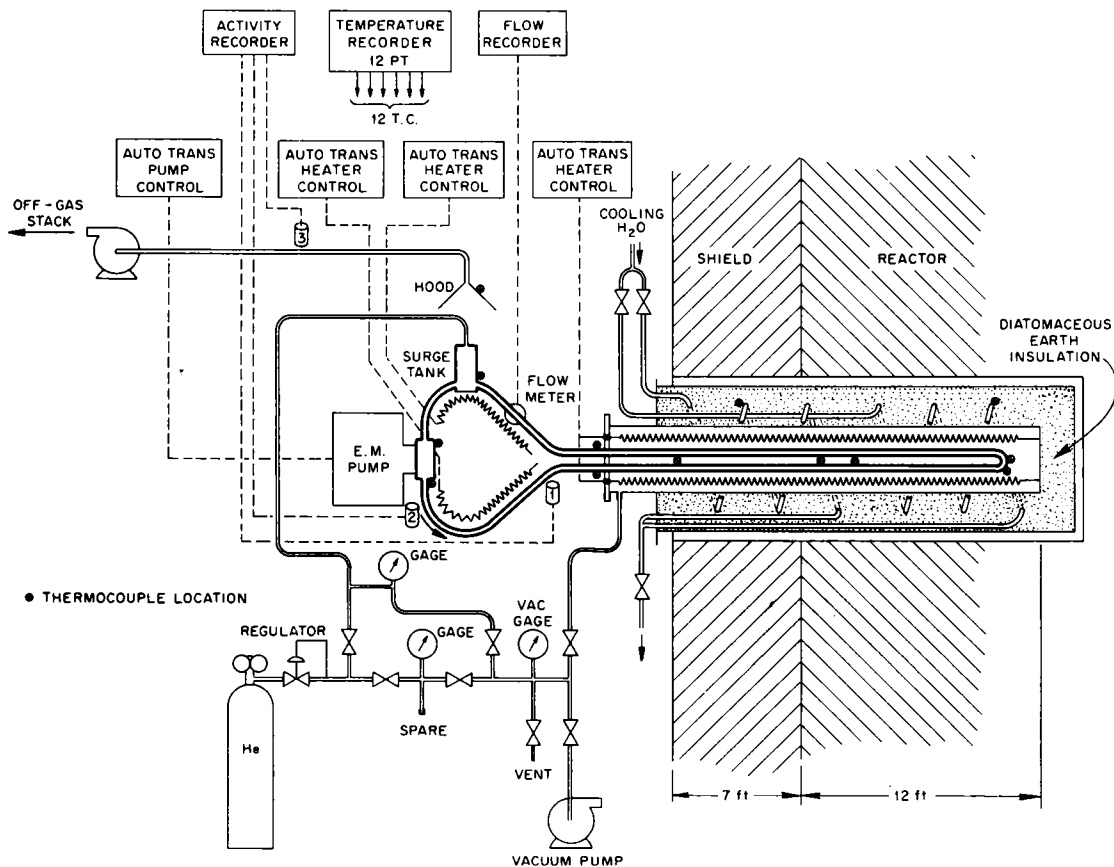 ACTIVITY
RECORDER
TEMPERATURE
RECORDER
12 PT
FLOW
RECORDER
12 T.C.
AUTO TRANS
PUMP
CONTROL
AUTO TRANS
HEATER
CONTROL
AUTO TRANS
HEATER
CONTROL
AUTO TRANS
HEATER
CONTROL
OFF-GAS
STACK
3
COOLING
H2O
SHIELD
REACTOR
HOOD
DIATOMACEOUS
EARTH
INSULATION
SURGE
TANK
FLOW
METER
E.M.
PUMP
1
2
GAGE
● THERMOCOUPLE LOCATION
REGULATOR
GAGE
VAC
GAGE
SPARE
He
VENT
7 ft
12 ft
VACUUM PUMP